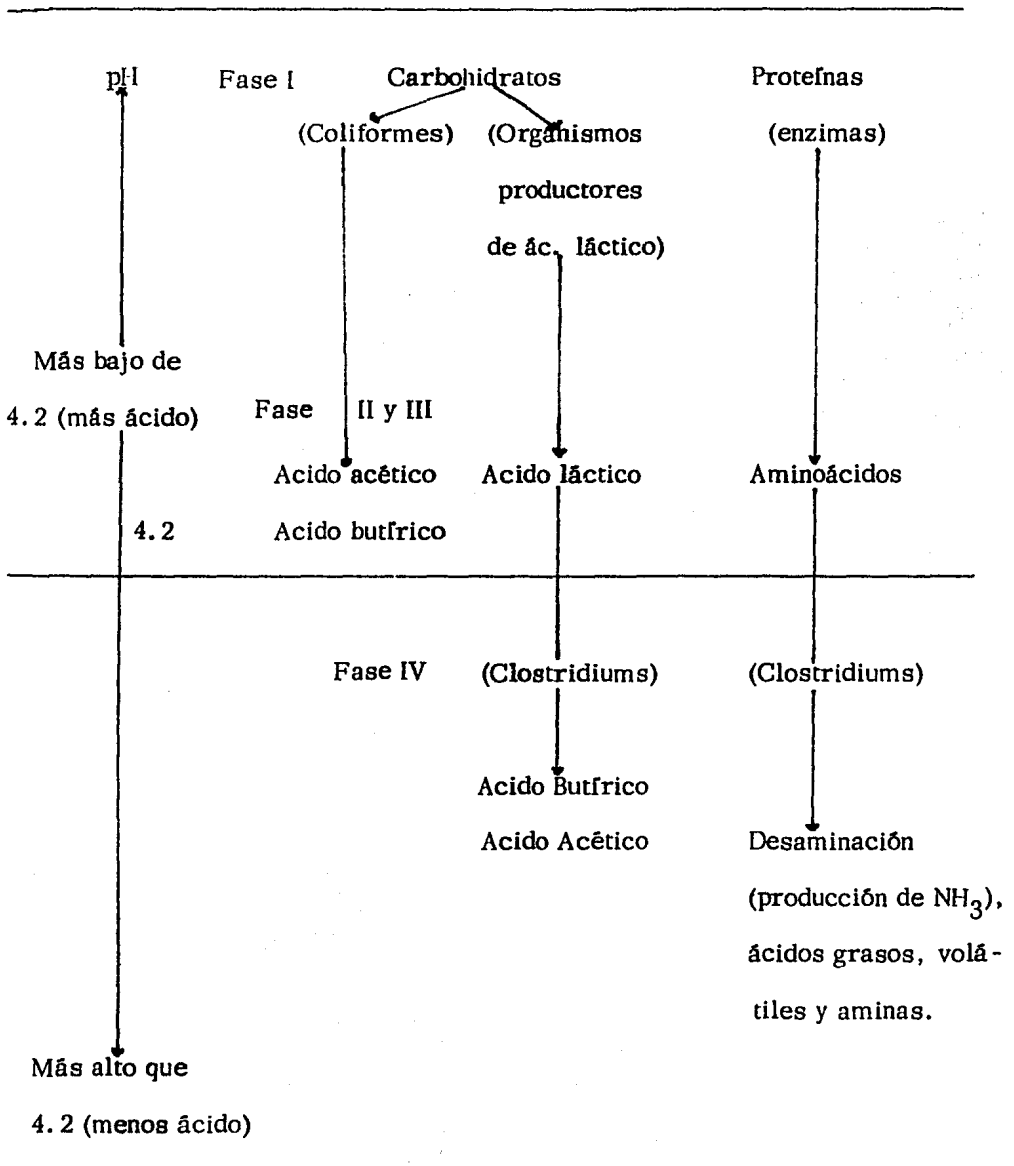 pH Fase I Carbohidratos Proteínas
(Coliformes) (Organismos (enzimas)
productores
de ác. láctico)
Más bajo de
4.2 (más ácido) Fase II y III
Acido acético Acido láctico Aminoácidos
4.2 Acido butírico
Fase IV (Clostridiums) (Clostridiums)
Acido Butírico
Acido Acético Desaminación
(producción de NH3),
ácidos grasos, volá-
tiles y aminas.
Más alto que
4.2 (menos ácido)